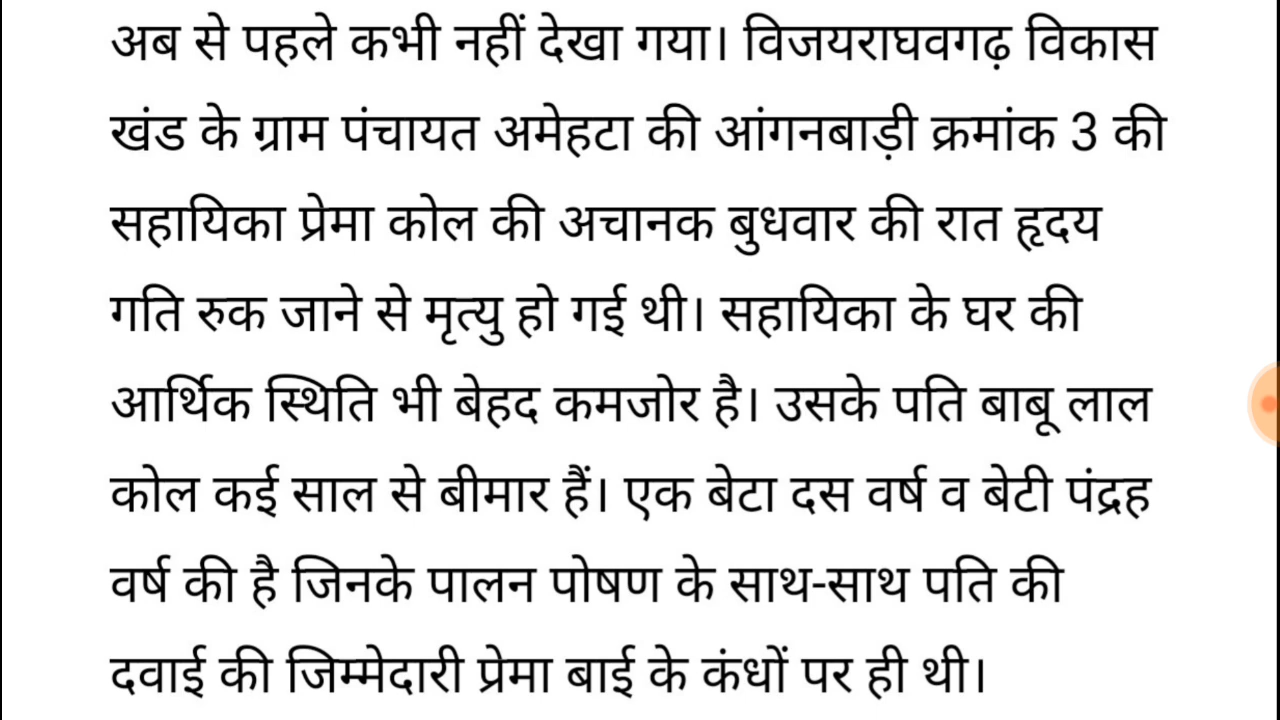 अब से पहले कभी नहीं देखा गया। विजयराघवगढ़ विकास
खंड के ग्राम पंचायत अमेहटा की आंगनबाड़ी क्रमांक 3 की
सहायिका प्रेमा कोल की अचानक बुधवार की रात हृदय
गति रुक जाने से मृत्यु हो गई थी। सहायिका के घर की
आर्थिक स्थिति भी बेहद कमजोर है। उसके पति बाबू लाल
कोल कई साल से बीमार हैं। एक बेटा दस वर्ष व बेटी पंद्रह
वर्ष की है जिनके पालन पोषण के साथ-साथ पति की
दवाई की जिम्मेदारी प्रेमा बाई के कंधों पर ही थी।